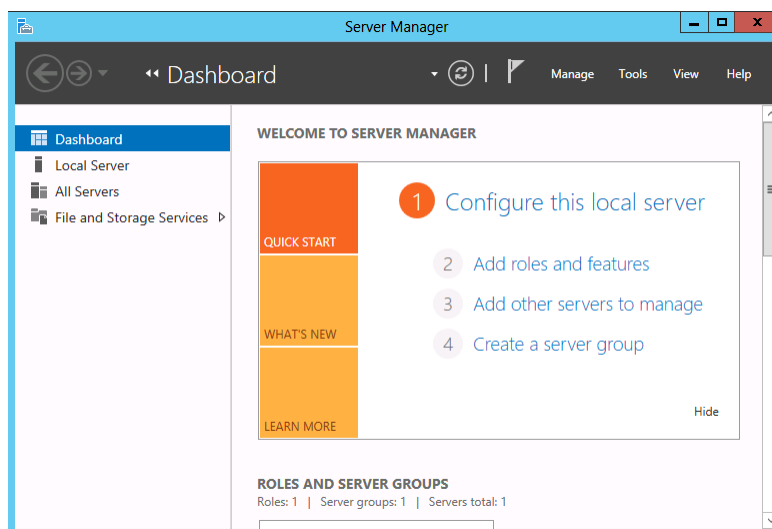 Server Manager
Dashboard
Manage Tools View Help
Dashboard
Local Server
All Servers
File and Storage Services
WELCOME TO SERVER MANAGER
QUICK START
WHAT'S NEW
LEARN MORE
1 Configure this local server
2 Add roles and features
3 Add other servers to manage
4 Create a server group
Hide
ROLES AND SERVER GROUPS
Roles: 1 | Server groups: 1 | Servers total: 1